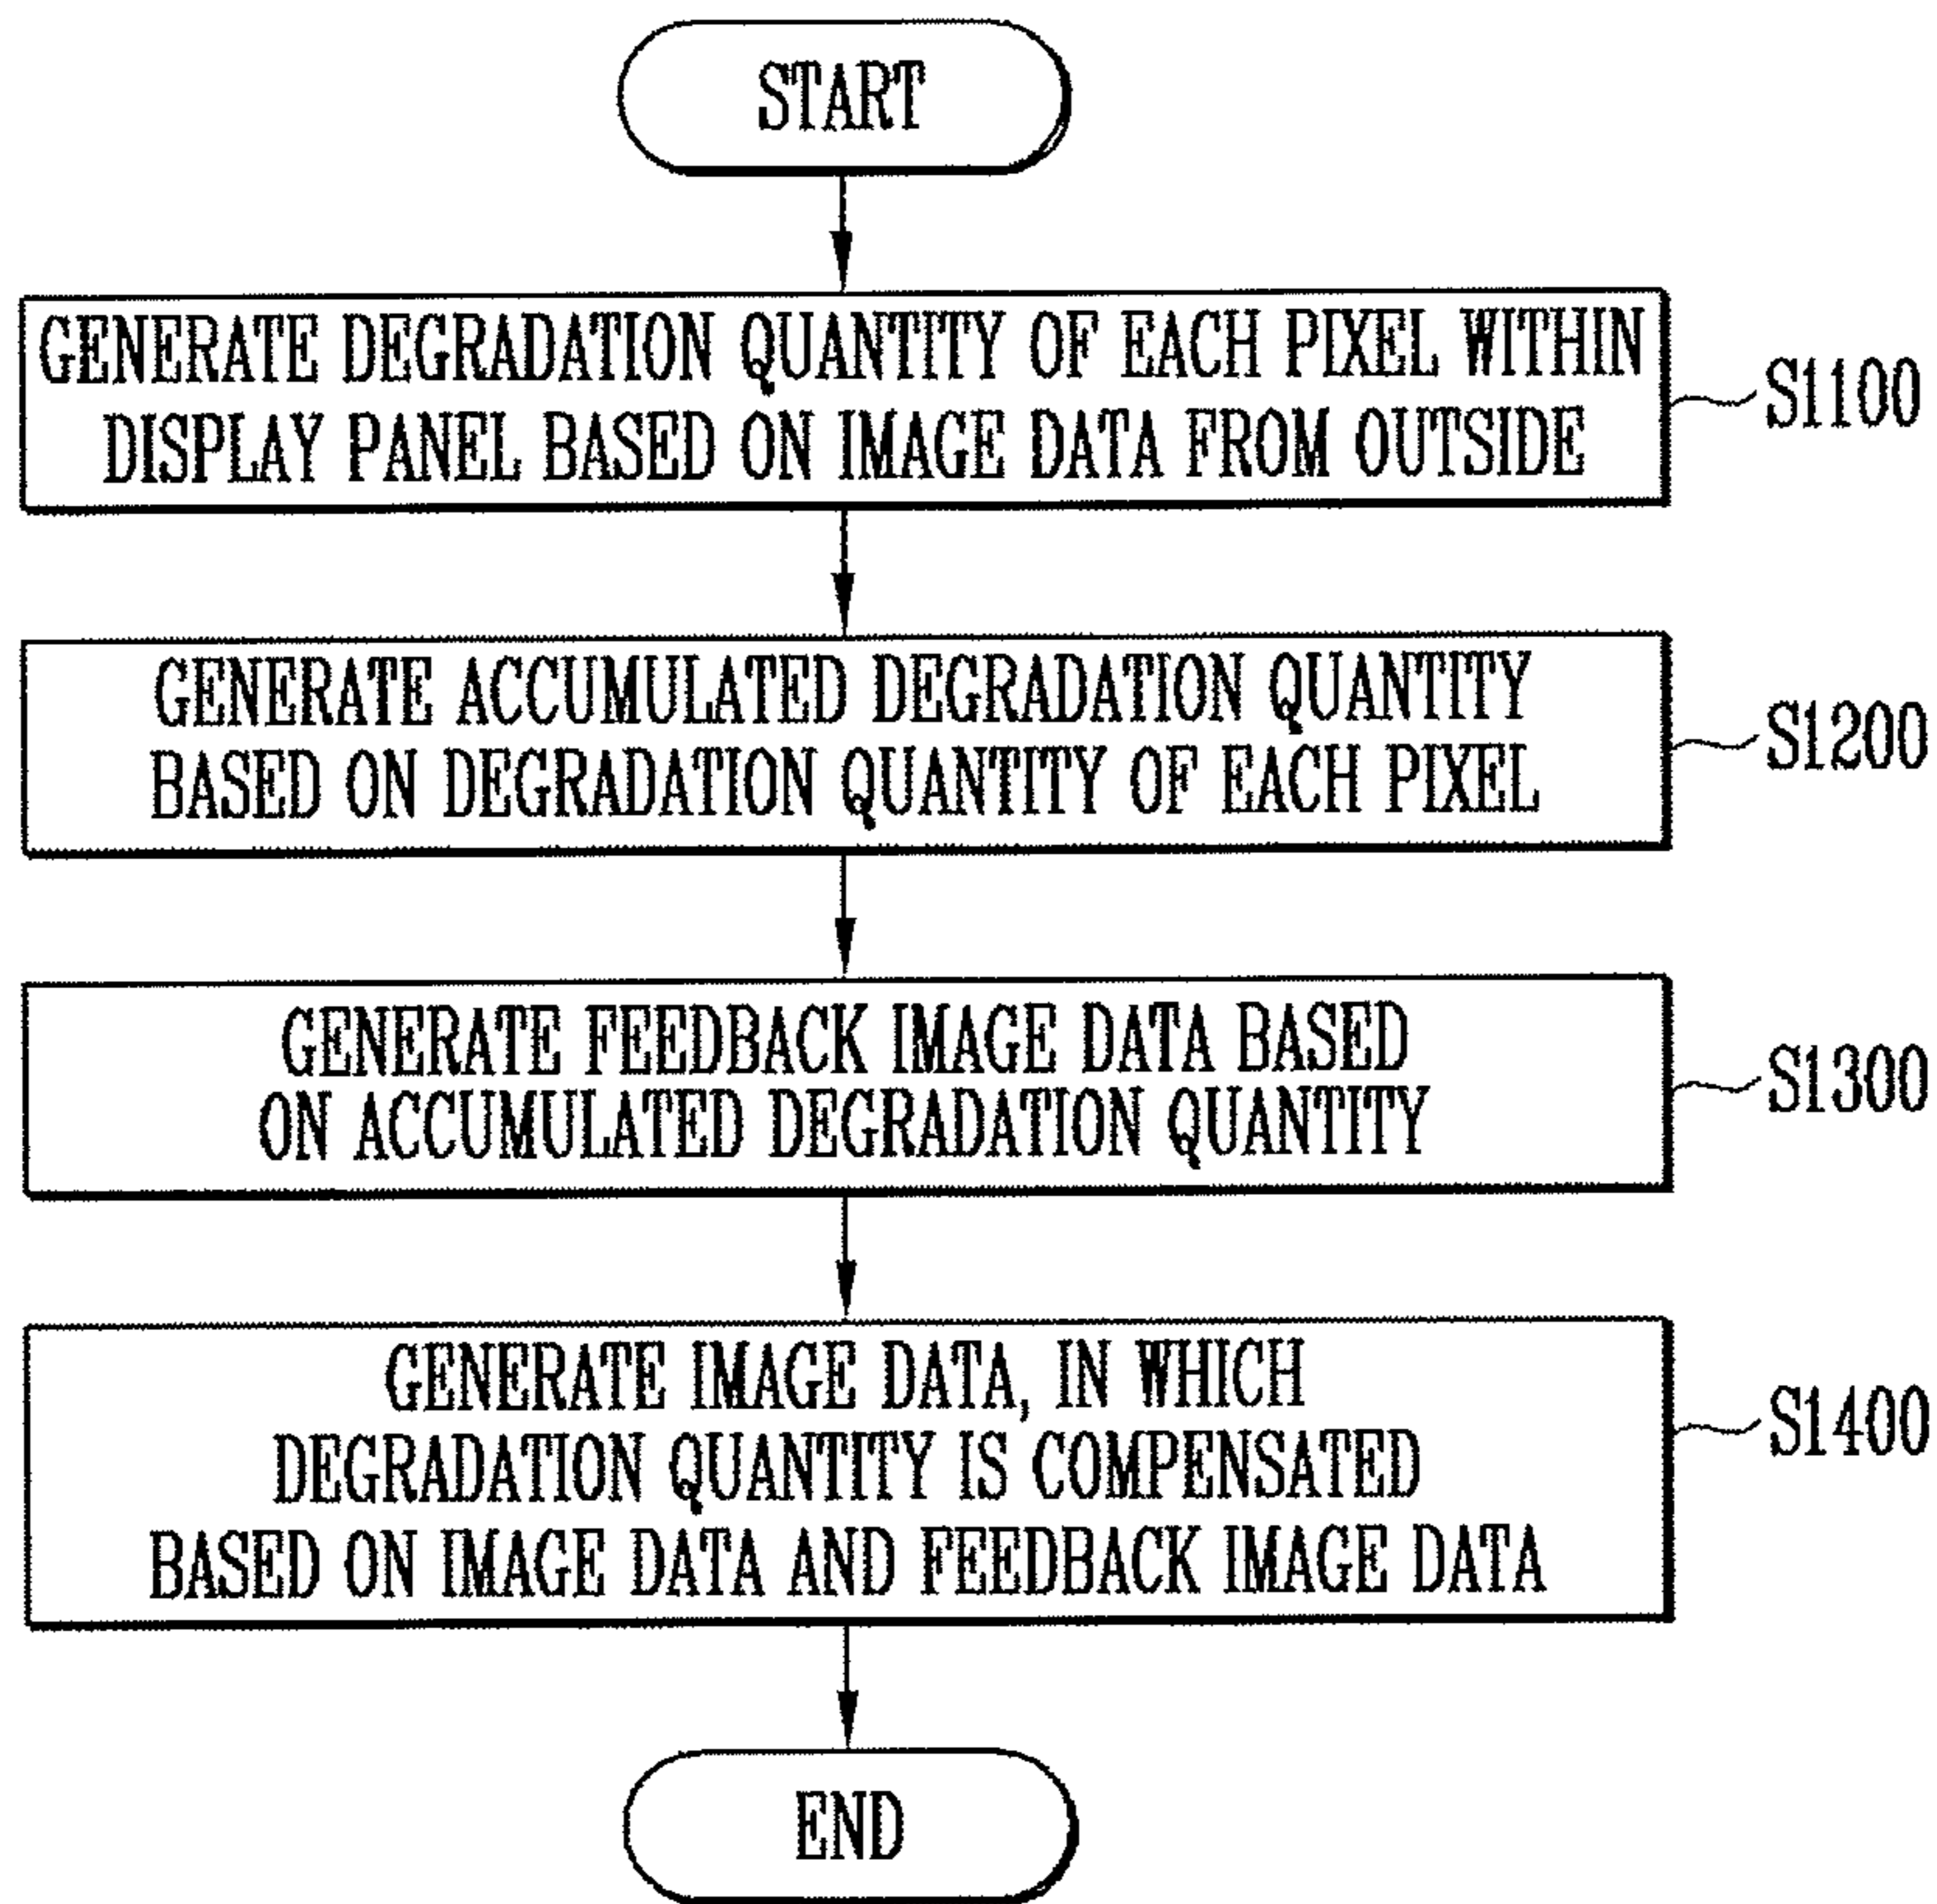 START
GENERATE DEGRADATION QUANTITY OF EACH PIXEL WITHIN
DISPLAY PANEL BASED ON IMAGE DATA FROM OUTSIDE
S1100
GENERATE ACCUMULATED DEGRADATION QUANTITY
BASED ON DEGRADATION QUANTITY OF EACH PIXEL
S1200
GENERATE FEEDBACK IMAGE DATA BASED
ON ACCUMULATED DEGRADATION QUANTITY
S1300
GENERATE IMAGE DATA, IN WHICH
DEGRADATION QUANTITY IS COMPENSATED
BASED ON IMAGE DATA AND FEEDBACK IMAGE DATA
S1400
END